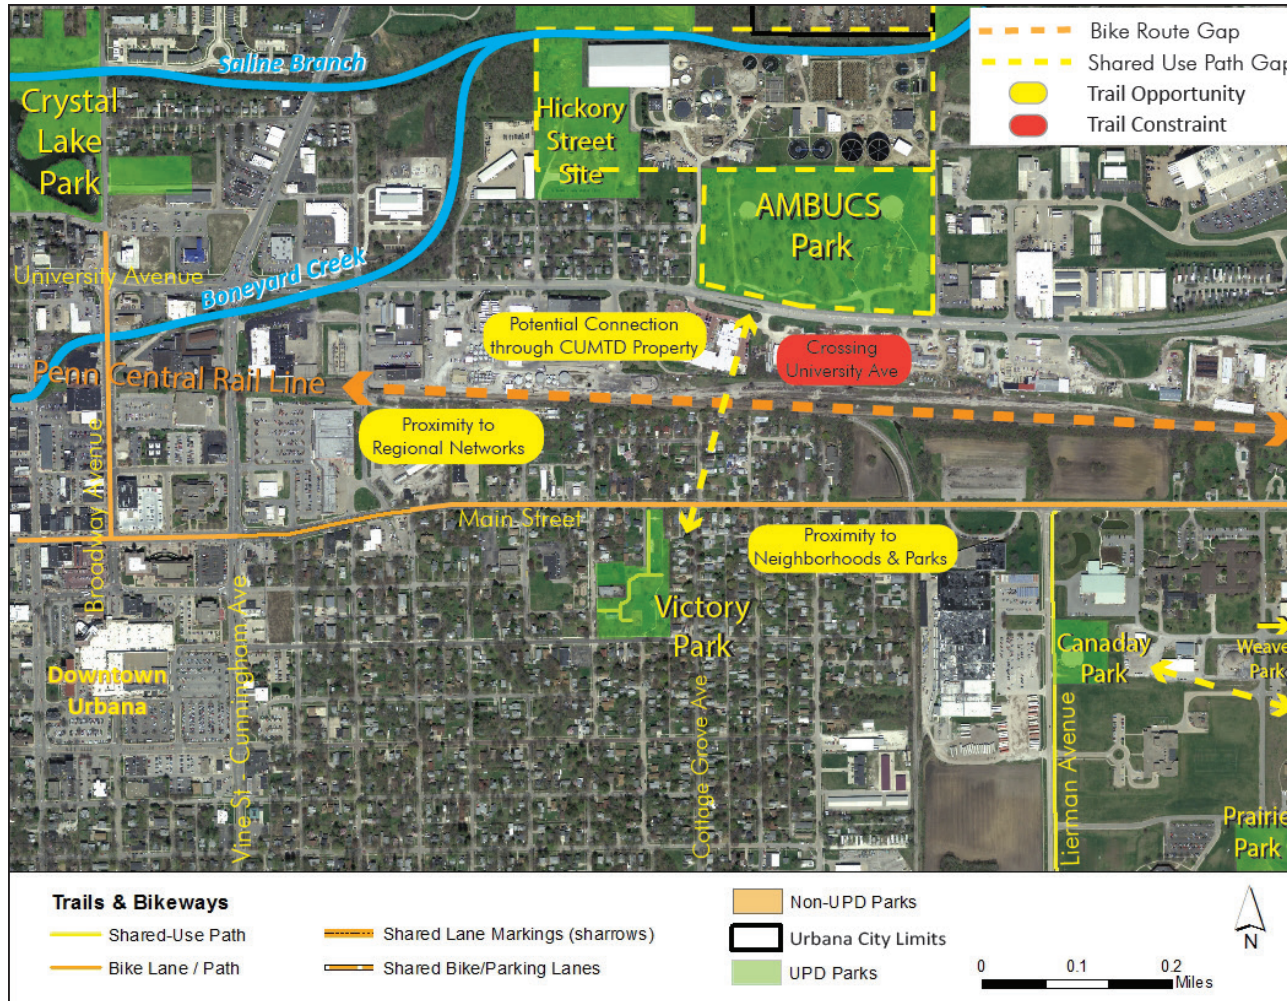 Bike Route Gap
Shared Use Path Gap
Trail Opportunity
Trail Constraint
Saline Branch
Crystal
Lake
Park
Hickory
Street
Site
AMBUCS
Park
University Avenue
Boneyard Creek
Potential Connection
through CUMTD Property
Crossing
University Ave
Penn Central Rail Line
Proximity to
Regional Networks
Broadway Avenue
Main Street
Proximity to
Neighborhoods & Parks
Victory
Park
Canaday
Park
Weaver
Park
Downtown
Urbana
Vine St - Cunningham Ave
Cottage Grove Ave
Lierman Avenue
Prairie
Park
Trails & Bikeways
Shared-Use Path
Bike Lane / Path
Shared Lane Markings (sharrows)
Shared Bike/Parking Lanes
Non-UPD Parks
Urbana City Limits
UPD Parks
N
0 0.1 0.2
Miles